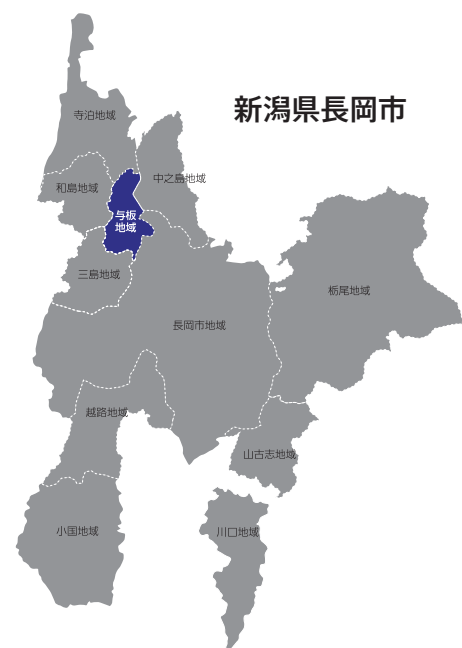 新潟県長岡市
寺泊地域
中之島地域
和島地域
与板
地域
三島地域
栃尾地域
長岡市地域
越路地域
山古志地域
小国地域
川口地域